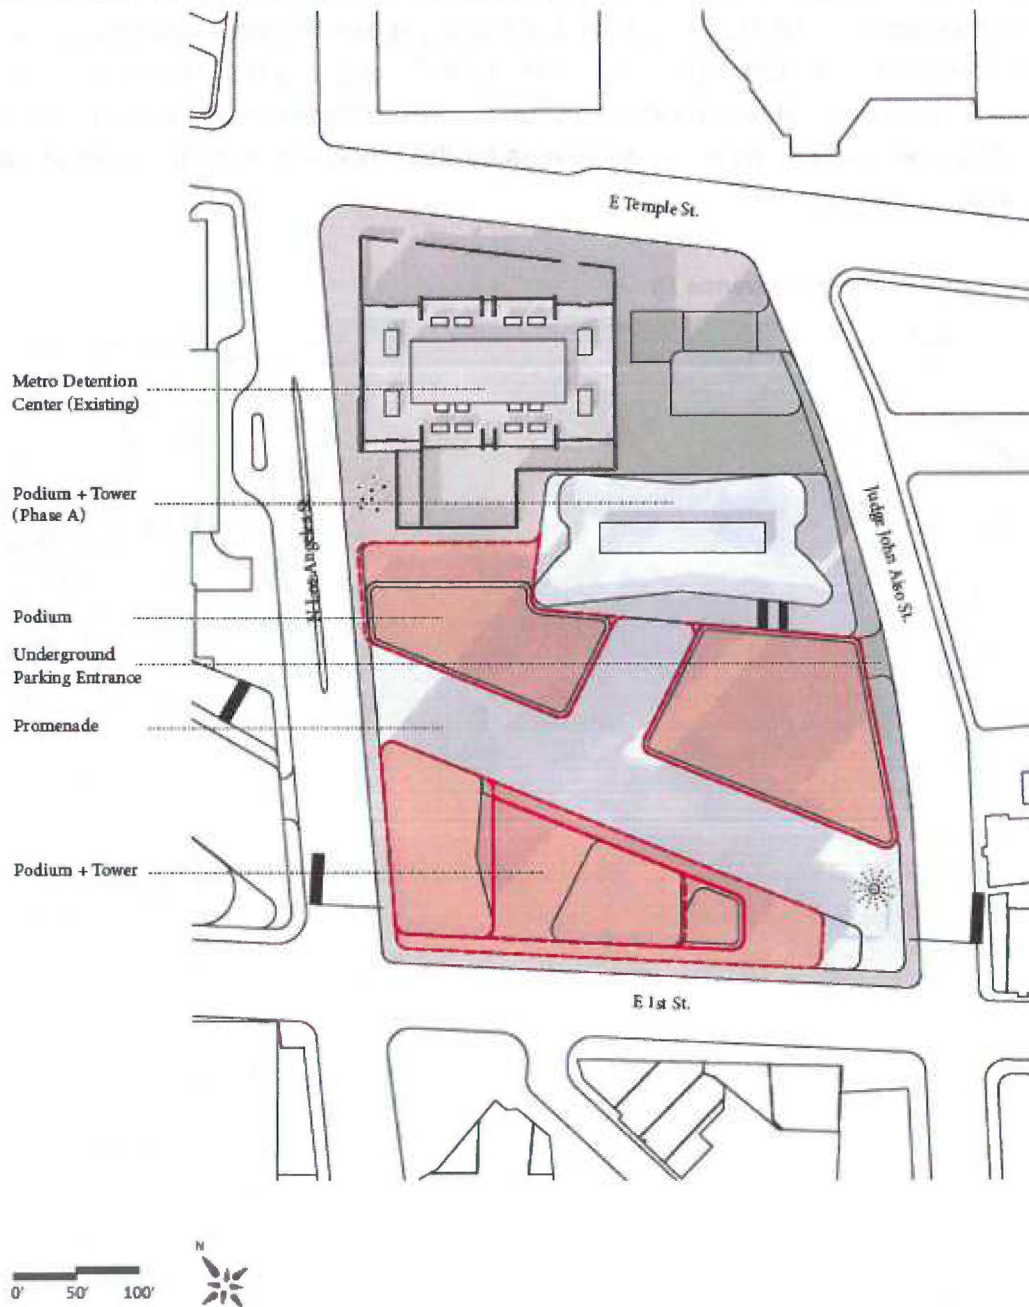 E Temple St.
Metro Detention
Center (Existing)
Podium + Tower
(Phase A)
N Los Angeles St.
Judge John Aiso St.
Podium
Underground
Parking Entrance
Promenade
Podium + Tower
E 1st St.
N
0' 50' 100'